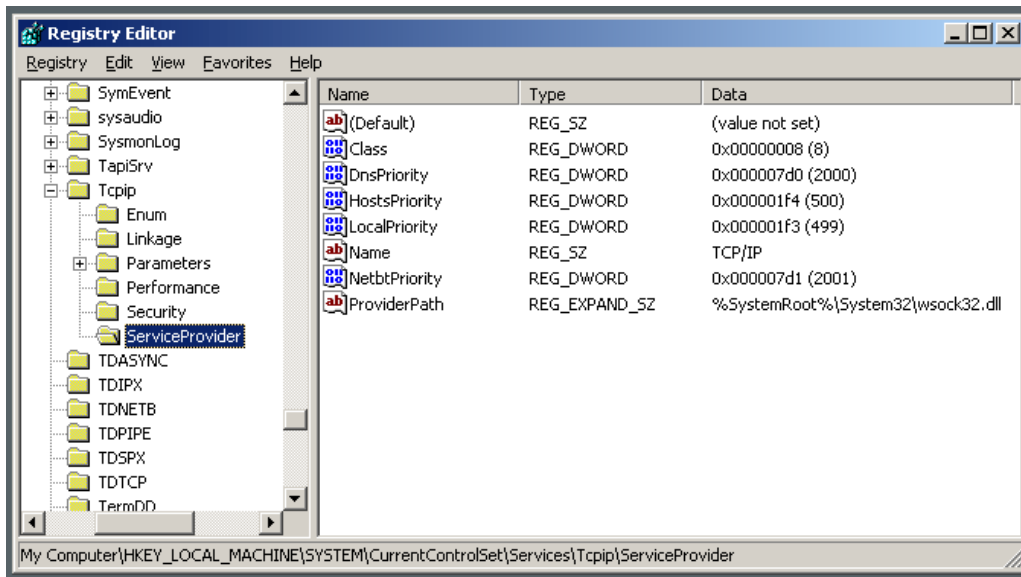 Registry Editor
Registry Edit View Favorites Help
SymEvent
sysaudio
SysmonLog
TapiSrv
Tcpip
Enum
Linkage
Parameters
Performance
Security
ServiceProvider
TDASYNC
TDIPX
TDNETB
TDPIPE
TDSPX
TDTCP
TermDD
Name Type Data
(Default) REG_SZ (value not set)
Class REG_DWORD 0x00000008 (8)
DnsPriority REG_DWORD 0x000007d0 (2000)
HostsPriority REG_DWORD 0x000001f4 (500)
LocalPriority REG_DWORD 0x000001f3 (499)
Name REG_SZ TCP/IP
NetbtPriority REG_DWORD 0x000007d1 (2001)
ProviderPath REG_EXPAND_SZ %SystemRoot%\System32\wsock32.dll
My Computer\HKEY_LOCAL_MACHINE\SYSTEM\CurrentControlSet\Services\Tcpip\ServiceProvider